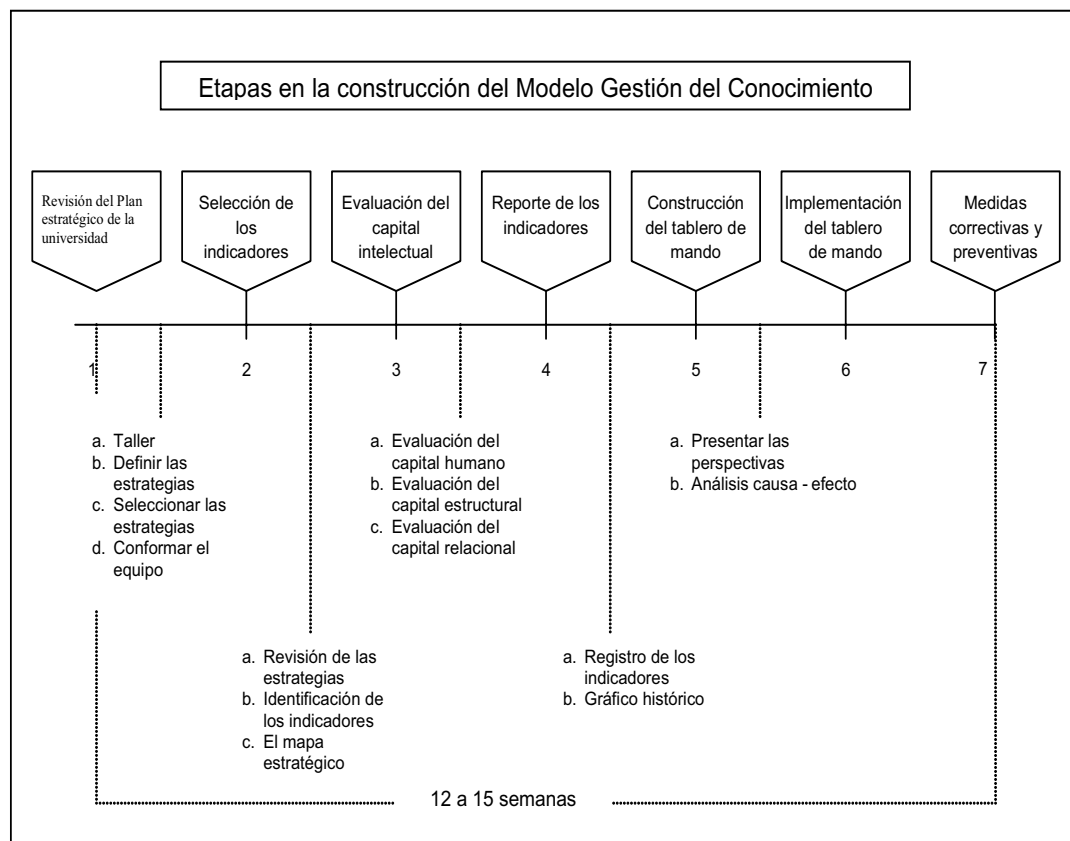 Etapas en la construcción del Modelo Gestión del Conocimiento
Revisión del Plan
estratégico de la
universidad
Selección de
los
indicadores
Evaluación del
capital
intelectual
Reporte de los
indicadores
Construcción
del tablero de
mando
Implementación
del tablero
de mando
Medidas
correctivas y
preventivas
1
2
3
4
5
6
7
a. Taller
b. Definir las
estrategias
c. Seleccionar las
estrategias
d. Conformar el
equipo
a. Evaluación del
capital humano
b. Evaluación del
capital estructural
c. Evaluación del
capital relacional
a. Presentar las
perspectivas
b. Análisis causa - efecto
a. Revisión de las
estrategias
b. Identificación de
los indicadores
c. El mapa
estratégico
a. Registro de los
indicadores
b. Gráfico histórico
12 a 15 semanas